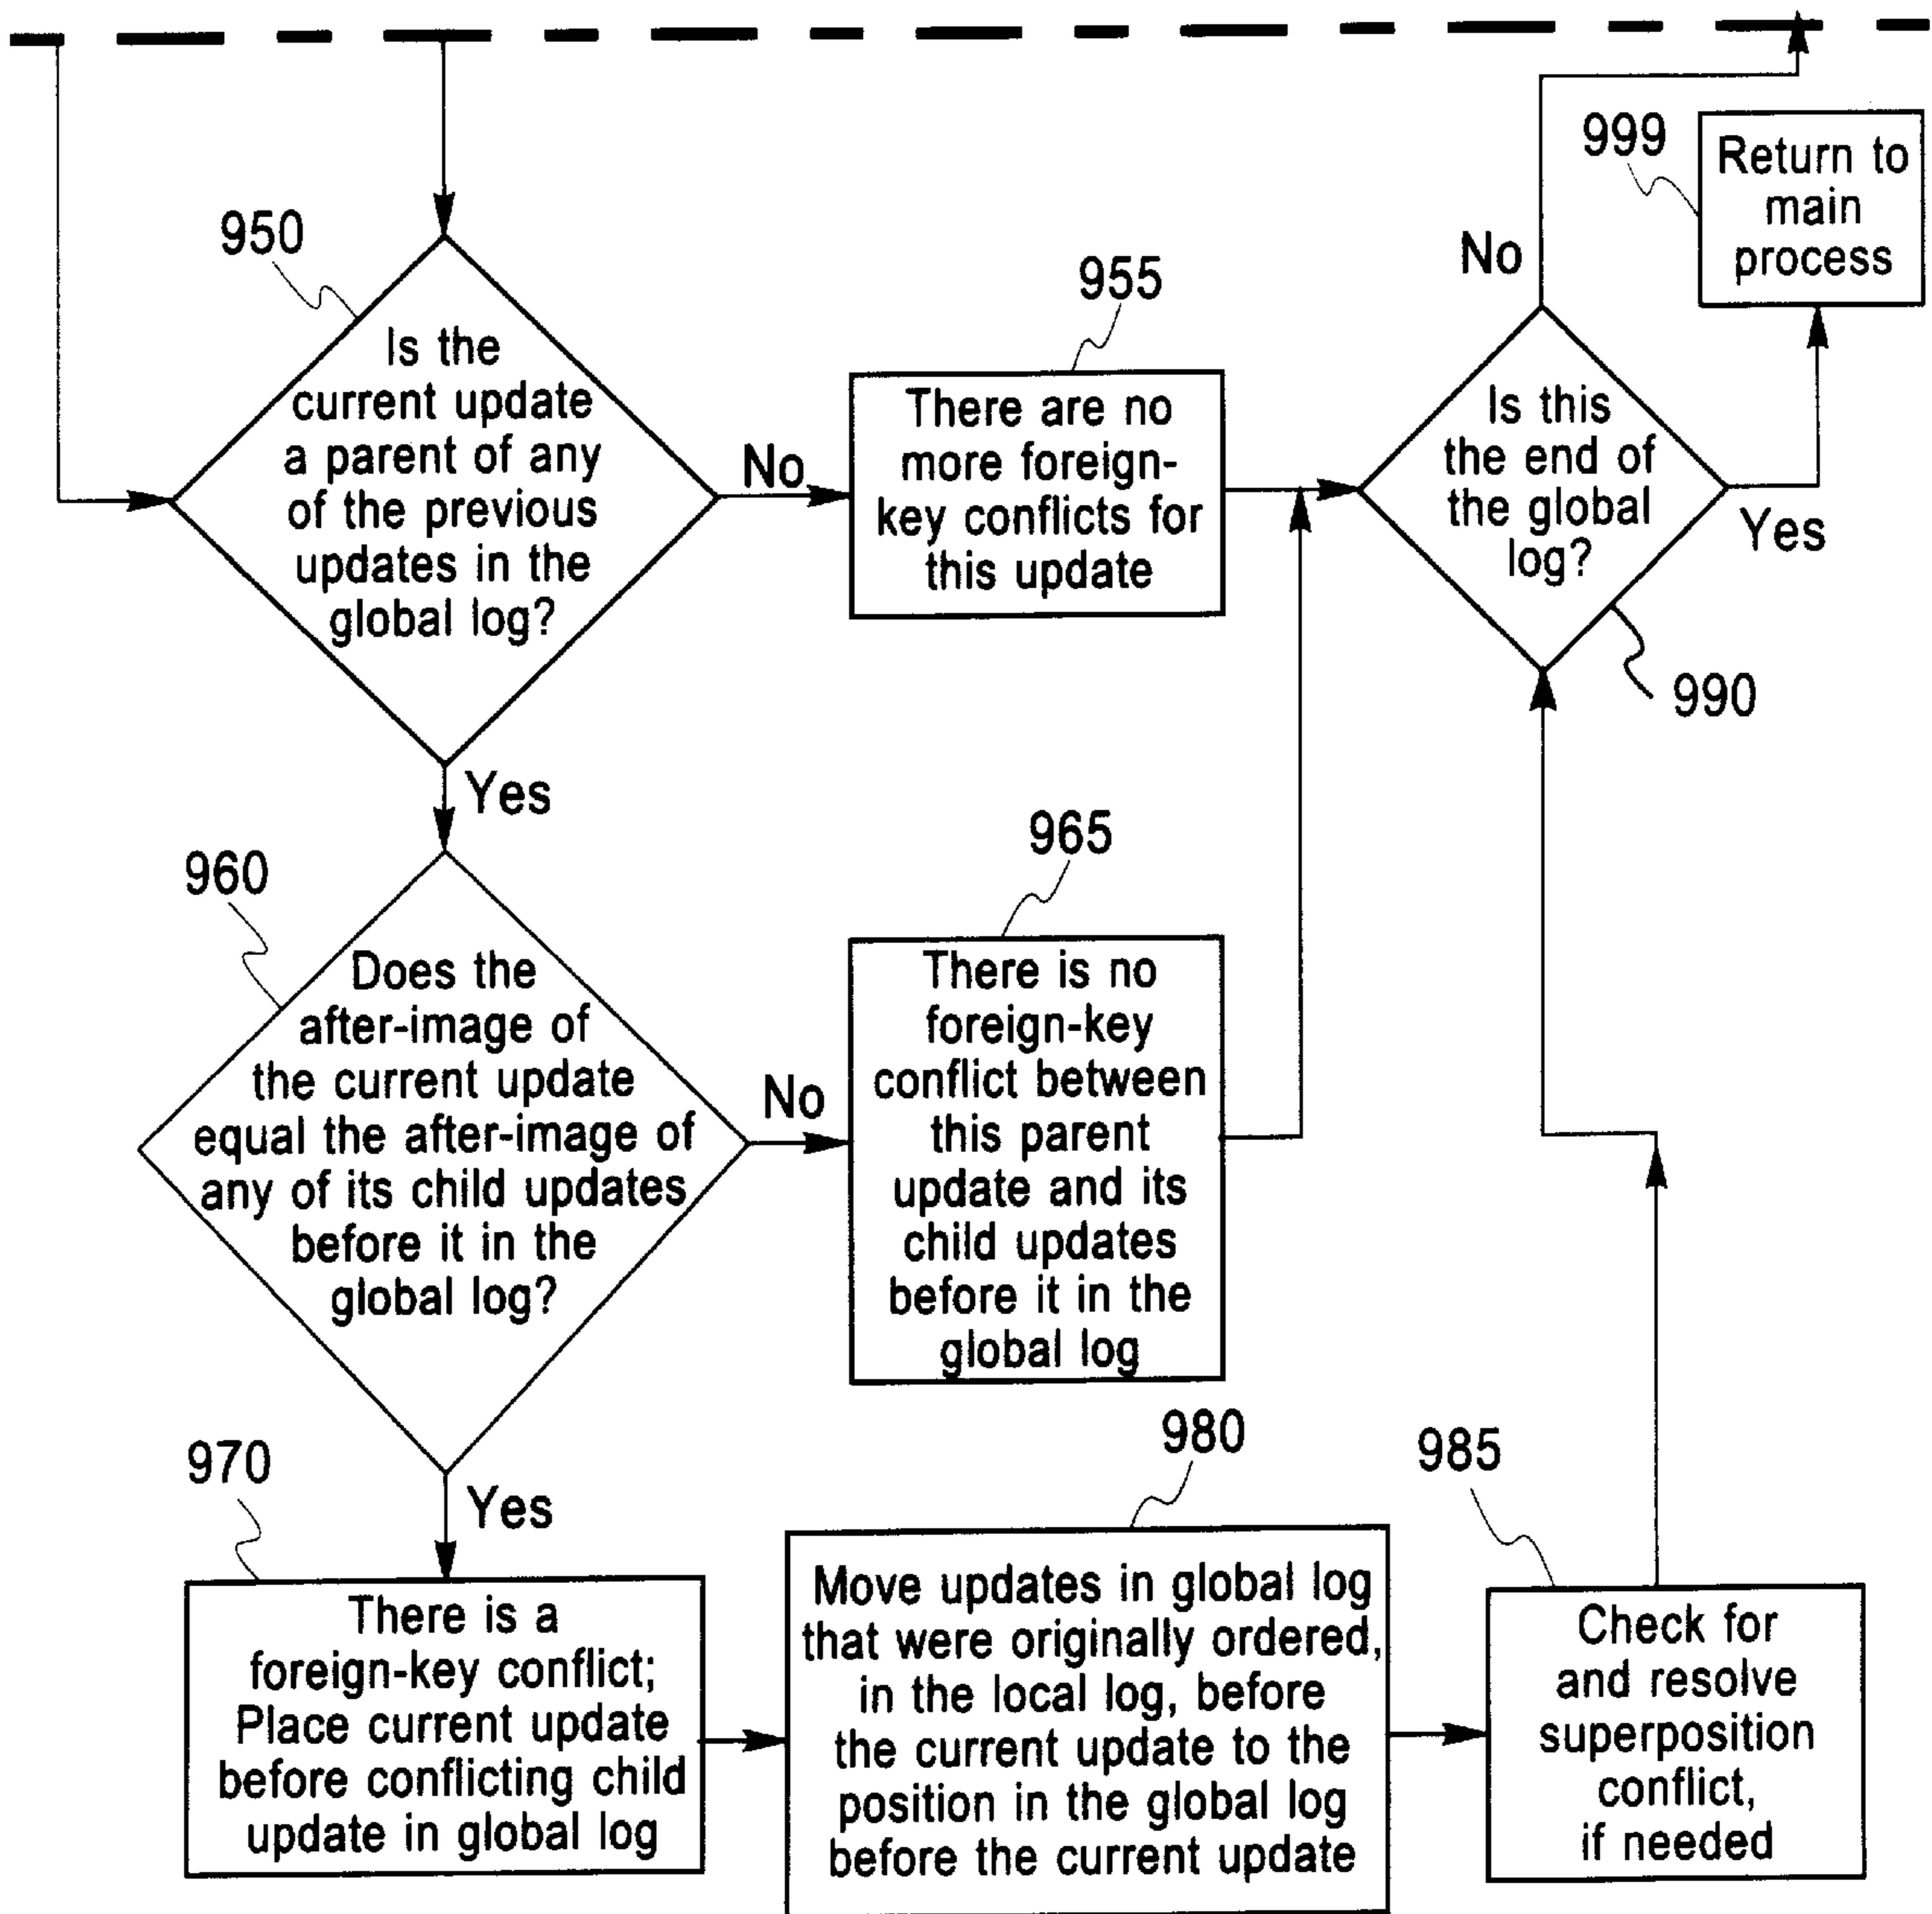 999
Return to
main
process
950
Is the
current update
a parent of any
of the previous
updates in the
global log?
No
955
There are no
more foreign-
key conflicts for
this update
No
Is this
the end of
the global
log?
Yes
990
Yes
960
Does the
after-image of
the current update
equal the after-image of
any of its child updates
before it in the
global log?
No
965
There is no
foreign-key
conflict between
this parent
update and its
child updates
before it in the
global log
Yes
970
There is a
foreign-key conflict;
Place current update
before conflicting child
update in global log
980
Move updates in global log
that were originally ordered,
in the local log, before
the current update to the
position in the global log
before the current update
985
Check for
and resolve
superposition
conflict,
if needed